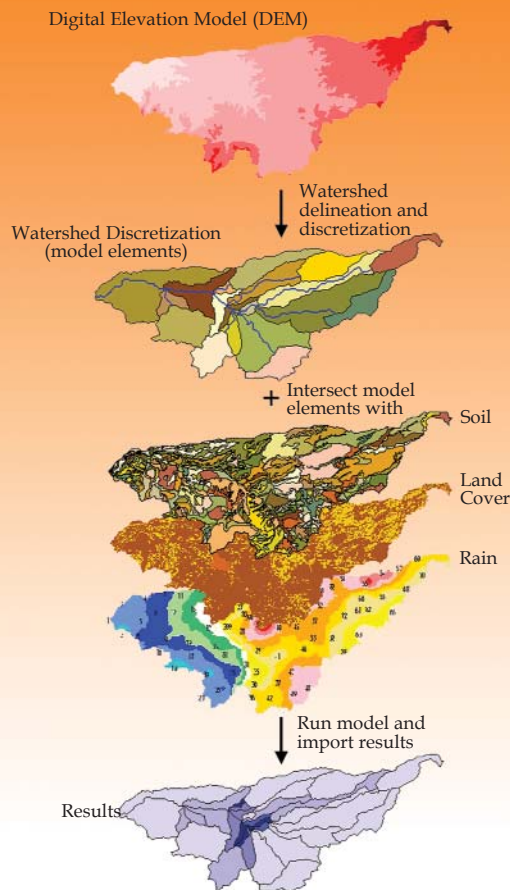 Digital Elevation Model (DEM)
Watershed
delineation and
discretization
Watershed Discretization
(model elements)
+ Intersect model
elements with
Soil
Land
Cover
Rain
Run model and
import results
Results